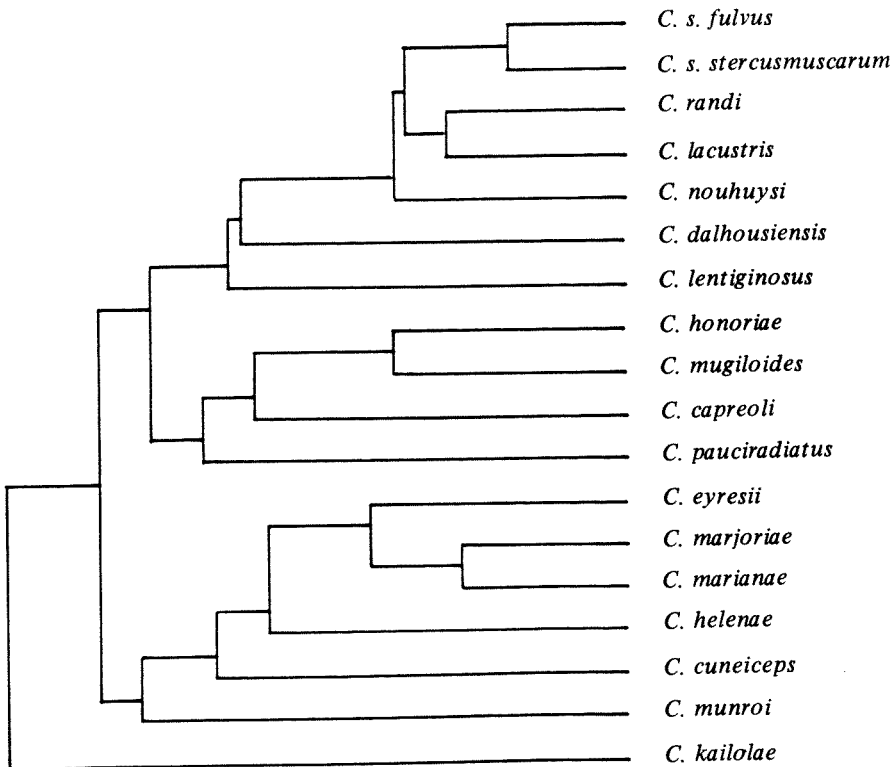 C. s. fulvus
C. s. stercusmuscarum
C. randi
C. lacustris
C. nouhuysi
C. dalhousiensis
C. lentiginosus
C. honoriae
C. mugiloides
C. capreoli
C. pauciradiatus
C. eyresii
C. marjoriae
C. marianae
C. helenae
C. cuneiceps
C. munroi
C. kailolae